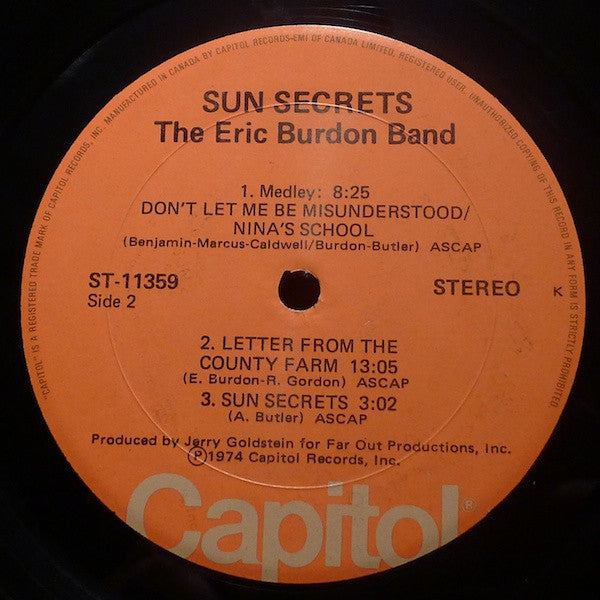 MANUFACTURED IN CANADA BY CAPITOL RECORDS-EMI OF CANADA LIMITED, REGISTERED USER. UNAUTHORIZED COPYING OF THIS RECORD IN ANY FORM IS STRICTLY PROHIBITED
"CAPITOL" IS A REGISTERED TRADE MARK OF CAPITOL RECORDS, INC.
SUN SECRETS
The Eric Burdon Band
1. Medley: 8:25
DON'T LET ME BE MISUNDERSTOOD/
NINA'S SCHOOL
(Benjamin-Marcus-Caldwell/Burdon-Butler) ASCAP
ST-11359
Side 2
STEREO
K
2. LETTER FROM THE
COUNTY FARM 13:05
(E. Burdon-R. Gordon) ASCAP
3. SUN SECRETS 3:02
(A. Butler) ASCAP
Produced by Jerry Goldstein for Far Out Productions, Inc.
Ⓟ1974 Capitol Records, Inc.
Capitol®